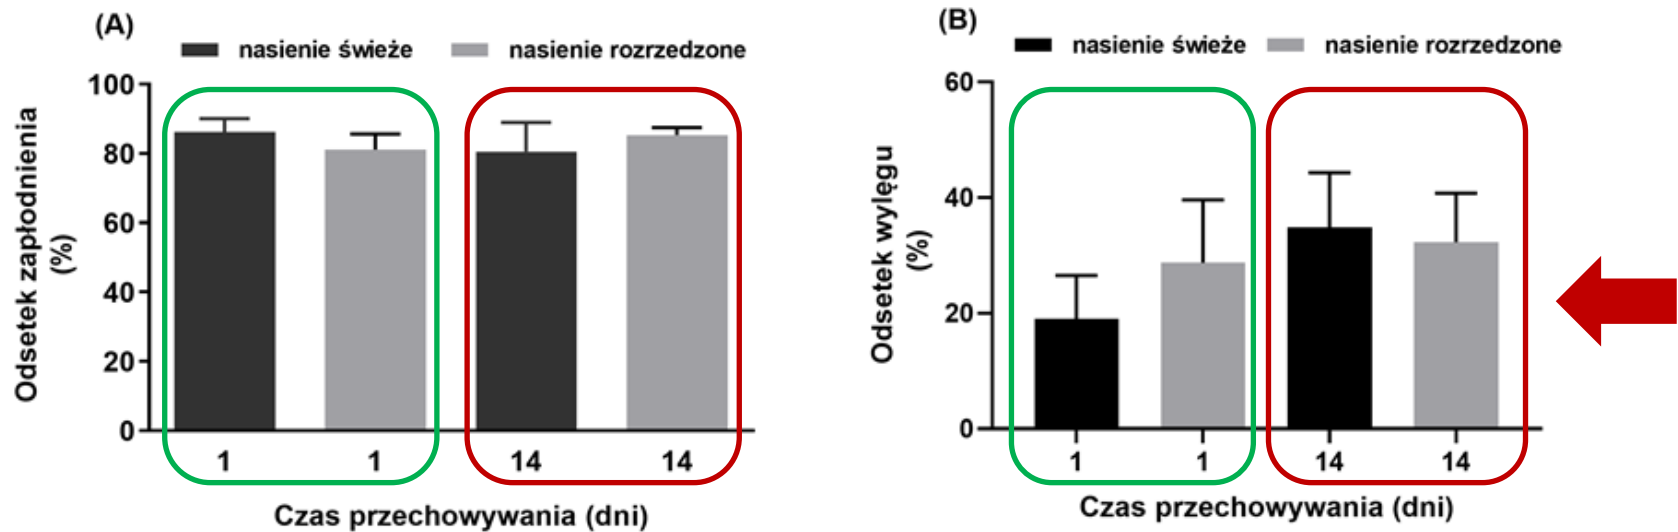 (A)
nasienie świeże
nasienie rozrzedzone
Odsetek zapłodnienia
(%)
100
80
60
40
20
0
1
1
14
14
Czas przechowywania (dni)
(B)
nasienie świeże
nasienie rozrzedzone
Odsetek wylęgu
(%)
60
40
20
0
1
1
14
14
Czas przechowywania (dni)